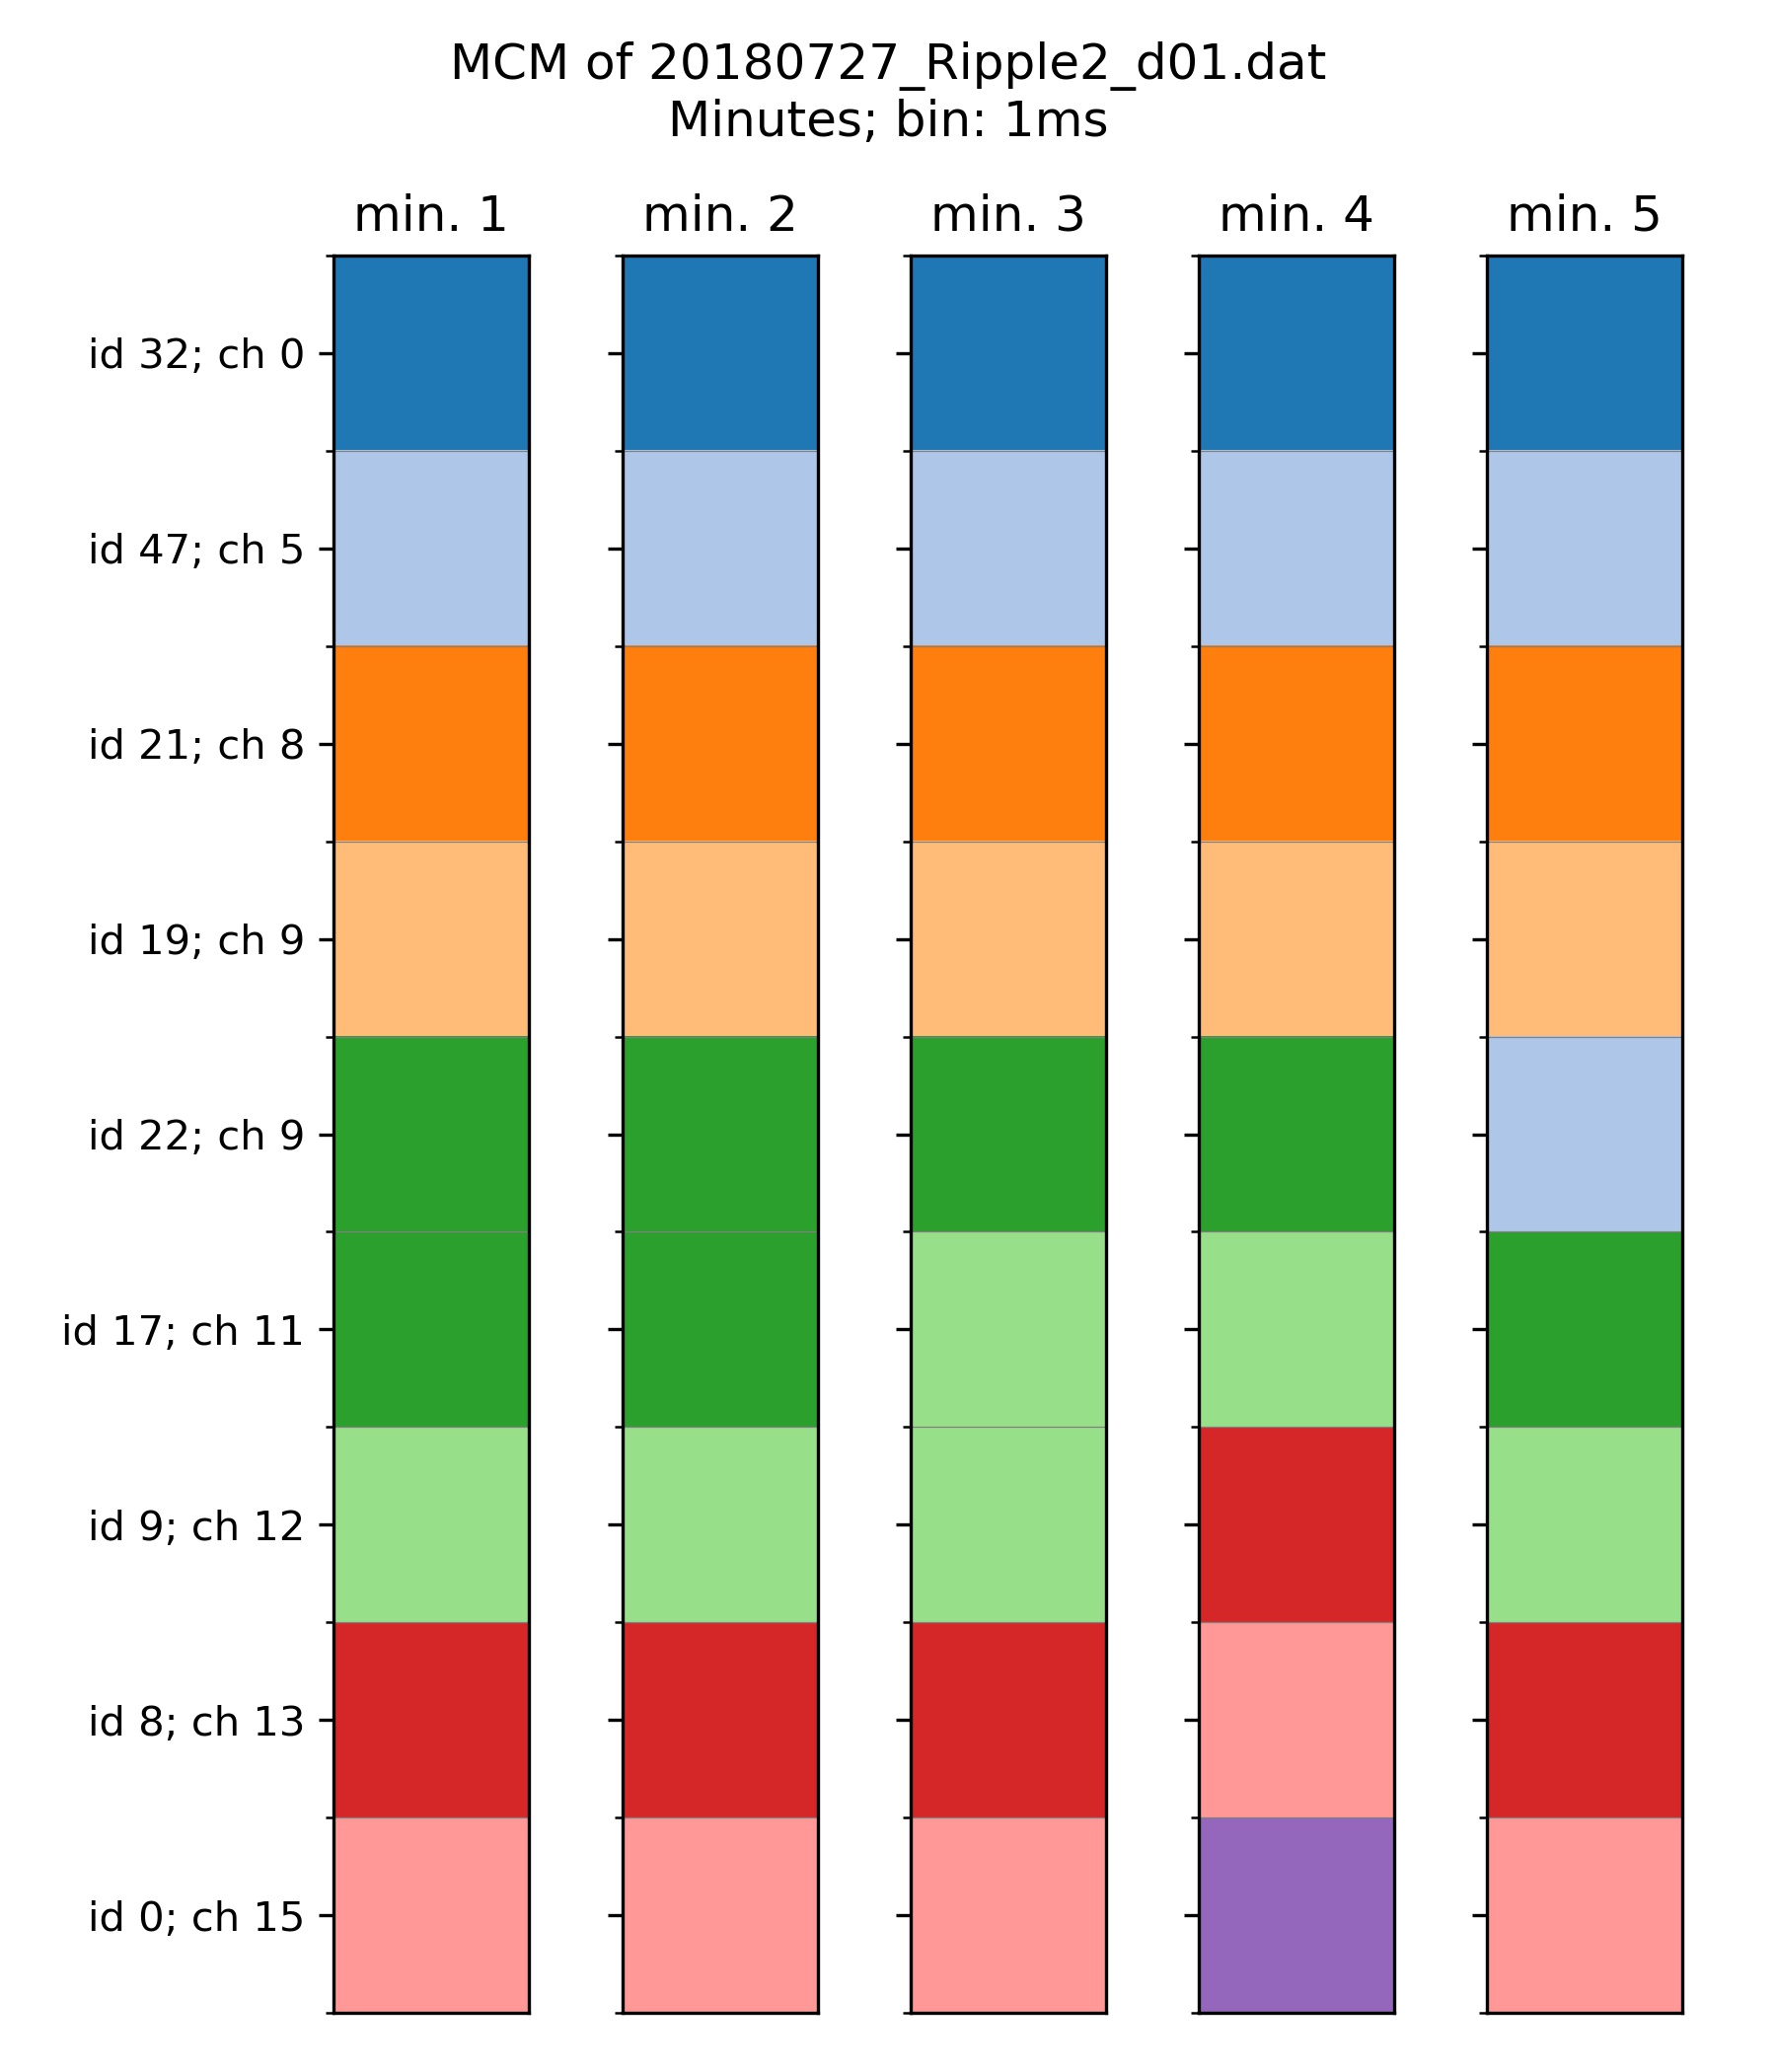 MCM of 20180727_Ripple2_d01.dat
Minutes; bin: 1ms
min. 1 min. 2 min. 3 min. 4 min. 5
id 32; ch 0
id 47; ch 5
id 21; ch 8
id 19; ch 9
id 22; ch 9
id 17; ch 11
id 9; ch 12
id 8; ch 13
id 0; ch 15